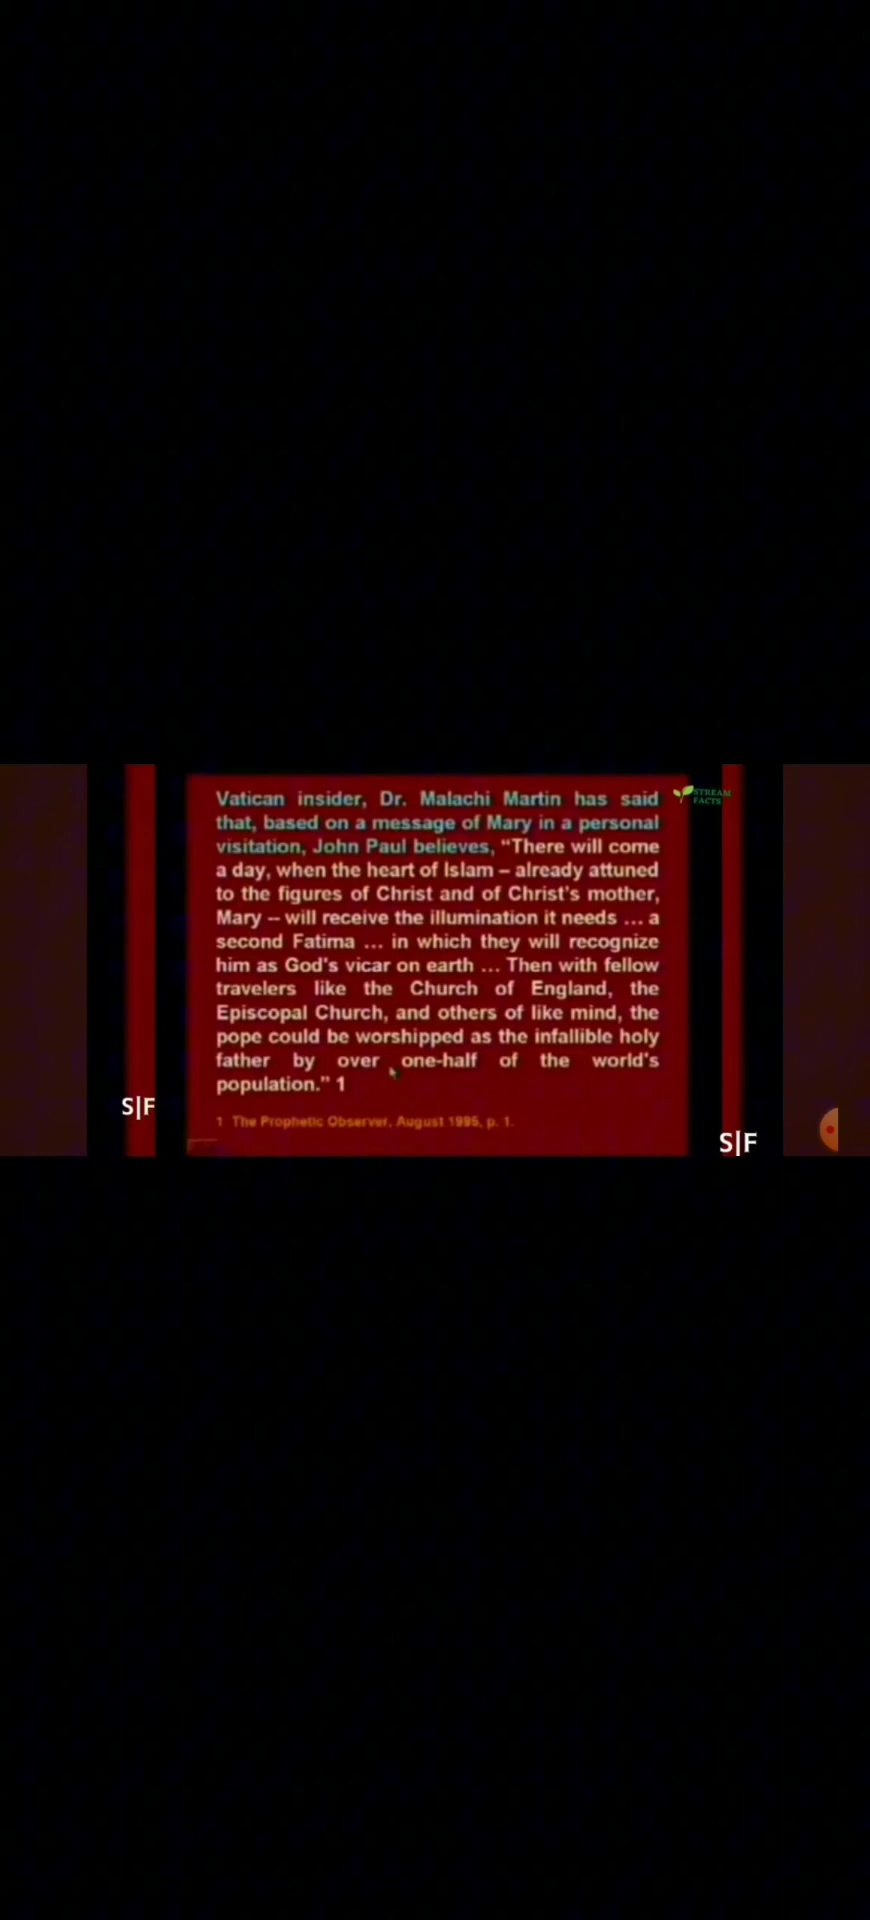 Vatican insider, Dr. Malachi Martin has said
that, based on a message of Mary in a personal
visitation, John Paul believes, “There will come
a day, when the heart of Islam – already attuned
to the figures of Christ and of Christ's mother,
Mary – will receive the illumination it needs ... a
second Fatima ... in which they will recognize
him as God's vicar on earth ... Then with fellow
travelers like the Church of England, the
Episcopal Church, and others of like mind, the
pope could be worshipped as the infallible holy
father by over one-half of the world's
population.” 1
1 The Prophetic Observer, August 1995, p. 1.
STREAM
FACTS
S|F
S|F